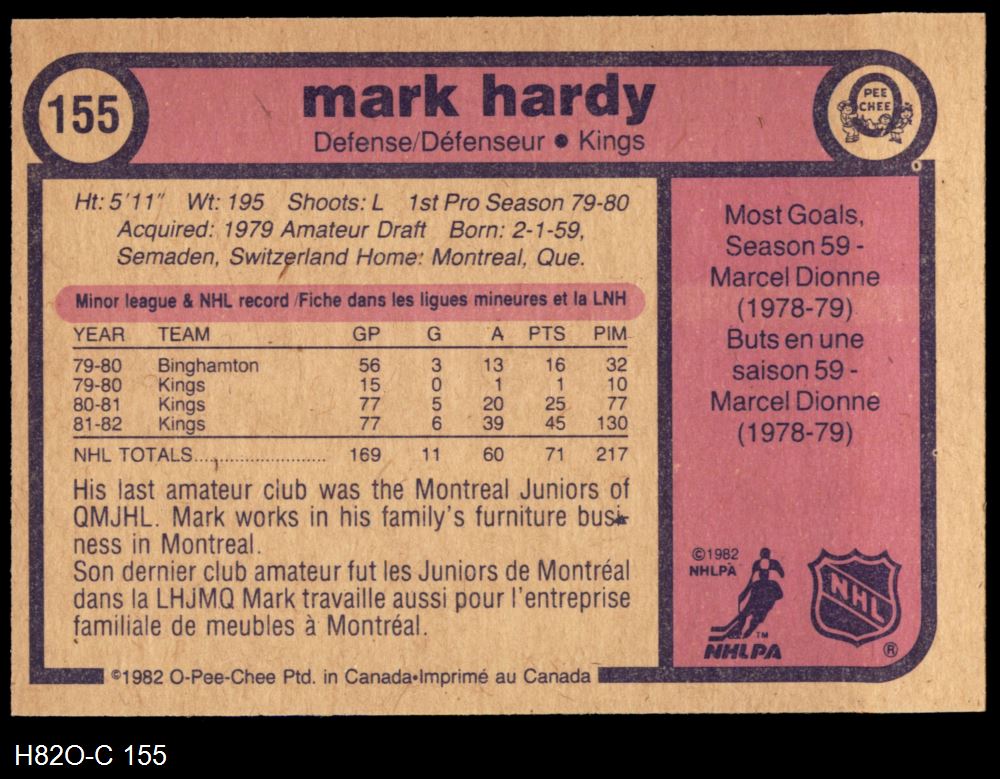 155
mark hardy
Defense/Défenseur ● Kings
PEE
CHEE
Ht: 5'11" Wt: 195 Shoots: L 1st Pro Season 79-80
Acquired: 1979 Amateur Draft Born: 2-1-59,
Semaden, Switzerland Home: Montreal, Que.
Minor league & NHL record /Fiche dans les ligues mineures et la LNH
YEAR TEAM GP G A PTS PIM
79-80 Binghamton 56 3 13 16 32
79-80 Kings 15 0 1 1 10
80-81 Kings 77 5 20 25 77
81-82 Kings 77 6 39 45 130
NHL TOTALS........................ 169 11 60 71 217
His last amateur club was the Montreal Juniors of
QMJHL. Mark works in his family's furniture busi-
ness in Montreal.
Son dernier club amateur fut les Juniors de Montréal
dans la LHJMQ Mark travaille aussi pour l'entreprise
familiale de meubles à Montréal.
©1982 O-Pee-Chee Ptd. in Canada•Imprimé au Canada
Most Goals,
Season 59 -
Marcel Dionne
(1978-79)
Buts en une
saison 59 -
Marcel Dionne
(1978-79)
©1982
NHLPA
TM
NHLPA
NHL
®
H82O-C 155